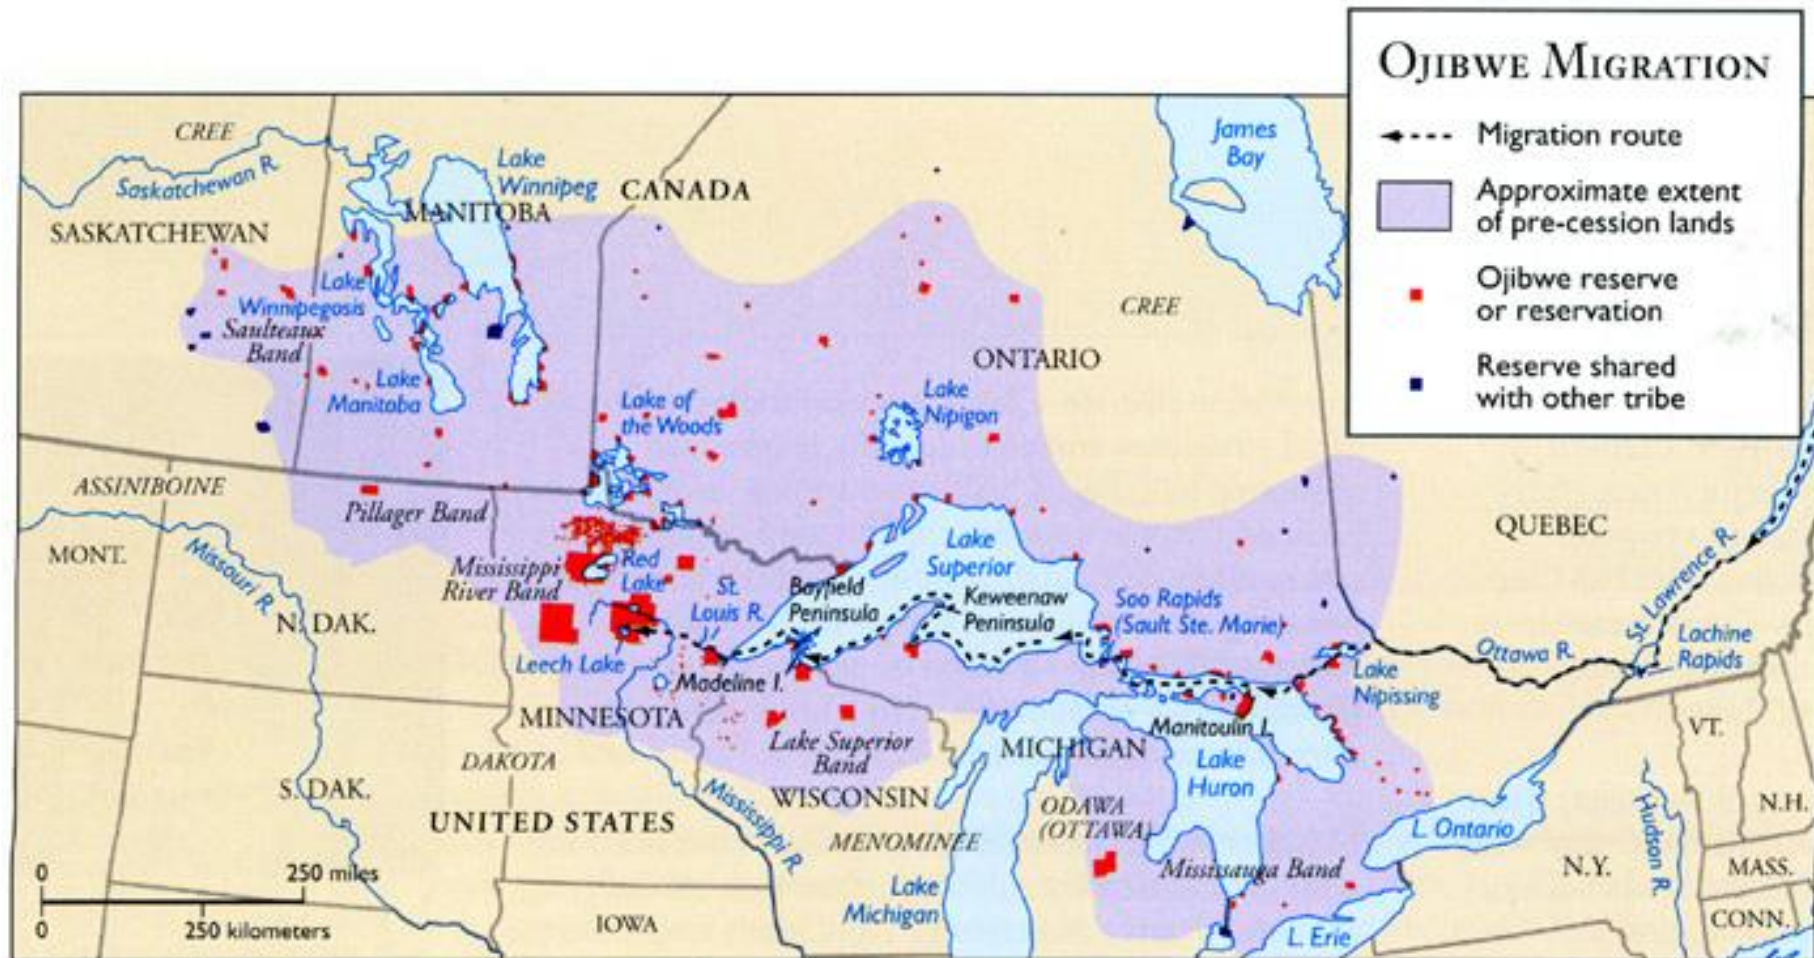 OJIBWE MIGRATION
Migration route
Approximate extent
of pre-cession lands
Ojibwe reserve
or reservation
Reserve shared
with other tribe
CREE
Saskatchewan R.
SASKATCHEWAN
Lake
Winnipeg
MANITOBA
CANADA
James
Bay
Lake
Winnipegosis
Saulteaux
Band
Lake
Manitoba
CREE
ONTARIO
Lake of
the Woods
Lake
Nipigon
ASSINIBOINE
Pillager Band
MONT.
Missouri R.
Mississippi
River Band
Red
Lake
St.
Louis R.
Bayfield
Peninsula
Lake
Superior
Keweenaw
Peninsula
Soo Rapids
(Sault Ste. Marie)
QUEBEC
St. Lawrence R.
Lachine
Rapids
Ottawa R.
N. DAK.
Leech Lake
Madeline I.
Lake
Nipissing
MINNESOTA
Lake Superior
Band
MICHIGAN
Manitoulin I.
Lake
Huron
VT.
DAKOTA
S. DAK.
UNITED STATES
Mississippi R.
WISCONSIN
MENOMINEE
ODAWA
(OTTAWA)
L. Ontario
Hudson R.
N.H.
Mississauga Band
N.Y.
MASS.
Lake
Michigan
CONN.
IOWA
L. Erie
0 250 miles
0 250 kilometers